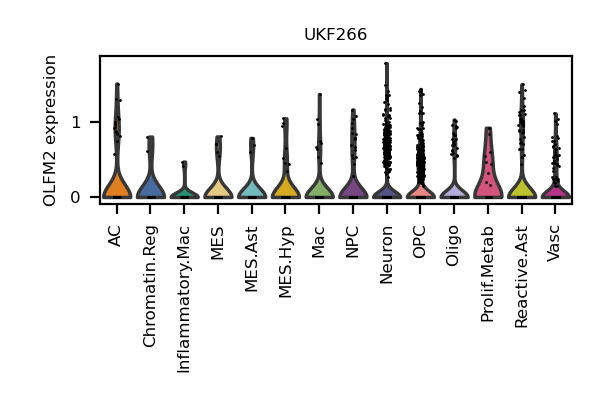 UKF266
OLFM2 expression
1
0
AC
Chromatin.Reg
Inflammatory.Mac
MES
MES.Ast
MES.Hyp
Mac
NPC
Neuron
OPC
Oligo
Prolif.Metab
Reactive.Ast
Vasc